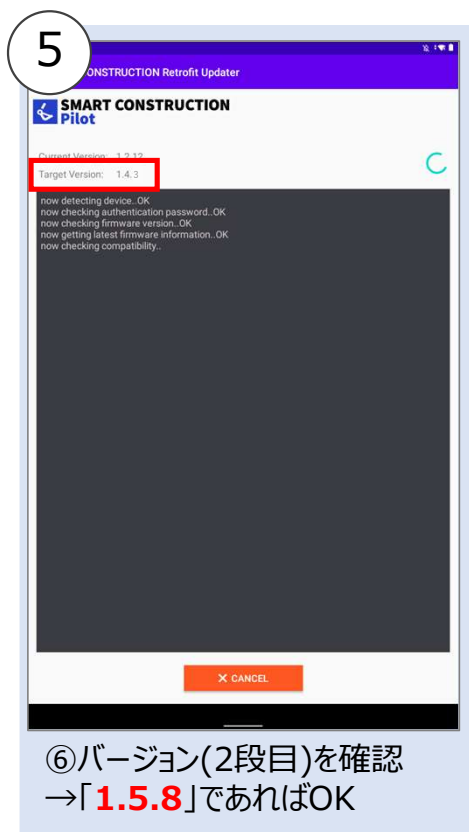 5
ONSTRUCTION Retrofit Updater
SMART CONSTRUCTION
Pilot
Current Version: 1.2.12
Target Version: 1.4.3
now detecting device..OK
now checking authentication password..OK
now checking firmware version..OK
now getting latest firmware information..OK
now checking compatibility..
× CANCEL
⑥バージョン(2段目)を確認
→「1.5.8」であればOK